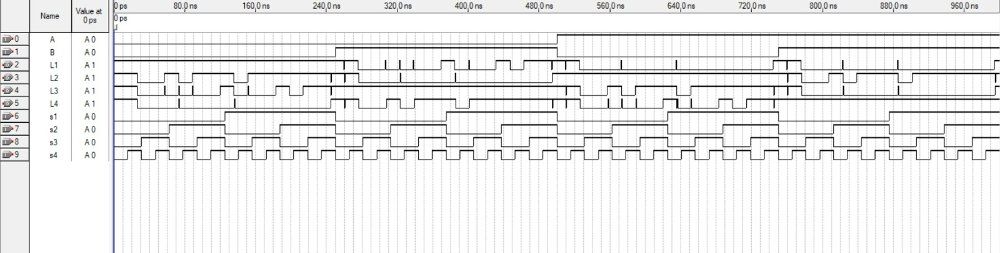 Name Value at 0 ps 0 ps 80.0 ns 160.0 ns 240.0 ns 320.0 ns 400.0 ns 480.0 ns 560.0 ns 640.0 ns 720.0 ns 800.0 ns 880.0 ns 960.0 ns
0 ps
0 A A 0
1 B A 0
2 L1 A 1
3 L2 A 1
4 L3 A 1
5 L4 A 1
6 s1 A 0
7 s2 A 0
8 s3 A 0
9 s4 A 0